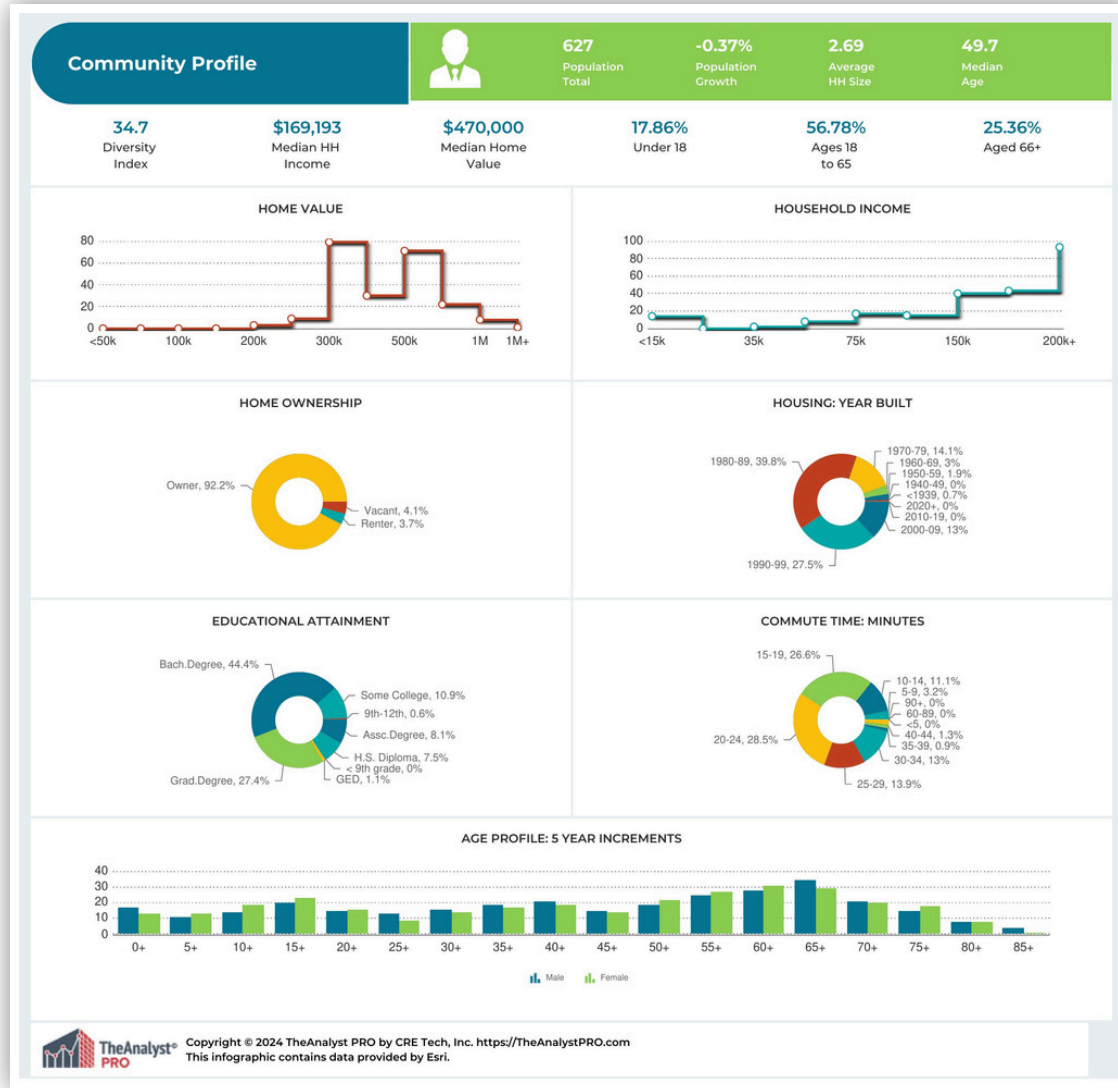 Community Profile
627
Population
Total
-0.37%
Population
Growth
2.69
Average
HH Size
49.7
Median
Age
34.7
Diversity
Index
$169,193
Median HH
Income
$470,000
Median Home
Value
17.86%
Under 18
56.78%
Ages 18
to 65
25.36%
Aged 66+
HOME VALUE
80
60
40
20
0
<50k 100k 200k 300k 500k 1M 1M+
HOUSEHOLD INCOME
100
80
60
40
20
0
<15k 35k 75k 150k 200k+
HOME OWNERSHIP
Owner, 92.2%
Vacant, 4.1%
Renter, 3.7%
HOUSING: YEAR BUILT
1980-89, 39.8%
1970-79, 14.1%
1960-69, 3%
1950-59, 1.9%
1940-49, 0%
<1939, 0.7%
2020+, 0%
2010-19, 0%
2000-09, 13%
1990-99, 27.5%
EDUCATIONAL ATTAINMENT
Bach.Degree, 44.4%
Some College, 10.9%
9th-12th, 0.6%
Assc.Degree, 8.1%
H.S. Diploma, 7.5%
< 9th grade, 0%
GED, 1.1%
Grad.Degree, 27.4%
COMMUTE TIME: MINUTES
15-19, 26.6%
10-14, 11.1%
5-9, 3.2%
90+, 0%
60-89, 0%
<5, 0%
40-44, 1.3%
35-39, 0.9%
30-34, 13%
20-24, 28.5%
25-29, 13.9%
AGE PROFILE: 5 YEAR INCREMENTS
40
30
20
10
0
0+ 5+ 10+ 15+ 20+ 25+ 30+ 35+ 40+ 45+ 50+ 55+ 60+ 65+ 70+ 75+ 80+ 85+
Male Female
TheAnalyst®
PRO
Copyright © 2024 TheAnalyst PRO by CRE Tech, Inc. https://TheAnalystPRO.com
This infographic contains data provided by Esri.